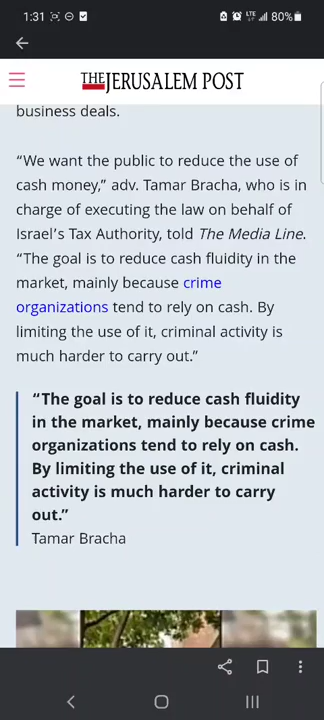 1:31
LTE
80%
THE JERUSALEM POST
business deals.
“We want the public to reduce the use of
cash money,” adv. Tamar Bracha, who is in
charge of executing the law on behalf of
Israel’s Tax Authority, told The Media Line.
“The goal is to reduce cash fluidity in the
market, mainly because crime
organizations tend to rely on cash. By
limiting the use of it, criminal activity is
much harder to carry out.”
“The goal is to reduce cash fluidity
in the market, mainly because crime
organizations tend to rely on cash.
By limiting the use of it, criminal
activity is much harder to carry
out.”
Tamar Bracha